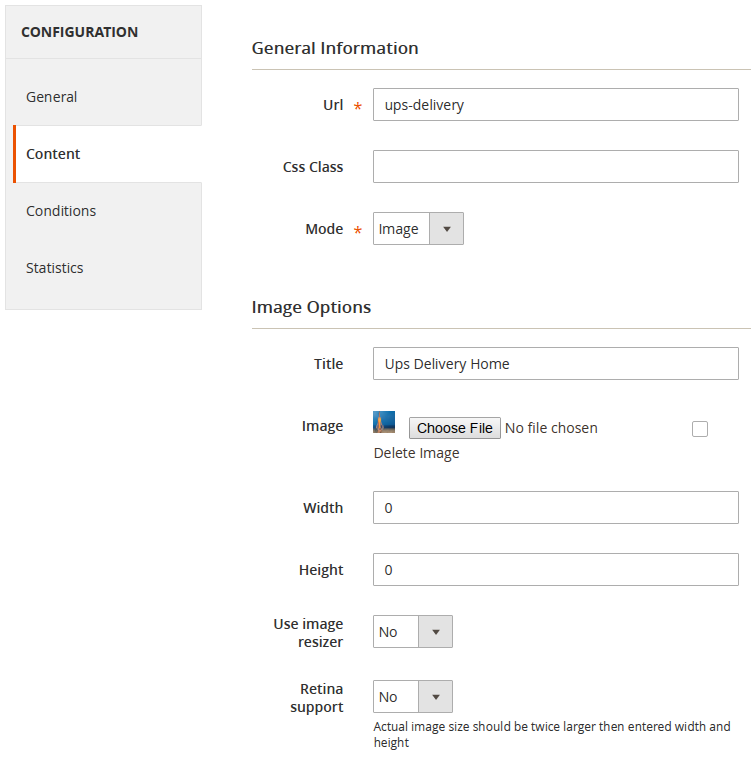 CONFIGURATION
General
Content
Conditions
Statistics
General Information
Url * ups-delivery
Css Class
Mode * Image
Image Options
Title Ups Delivery Home
Image Choose File No file chosen
Delete Image
Width 0
Height 0
Use image
resizer No
Retina
support No
Actual image size should be twice larger then entered width and
height